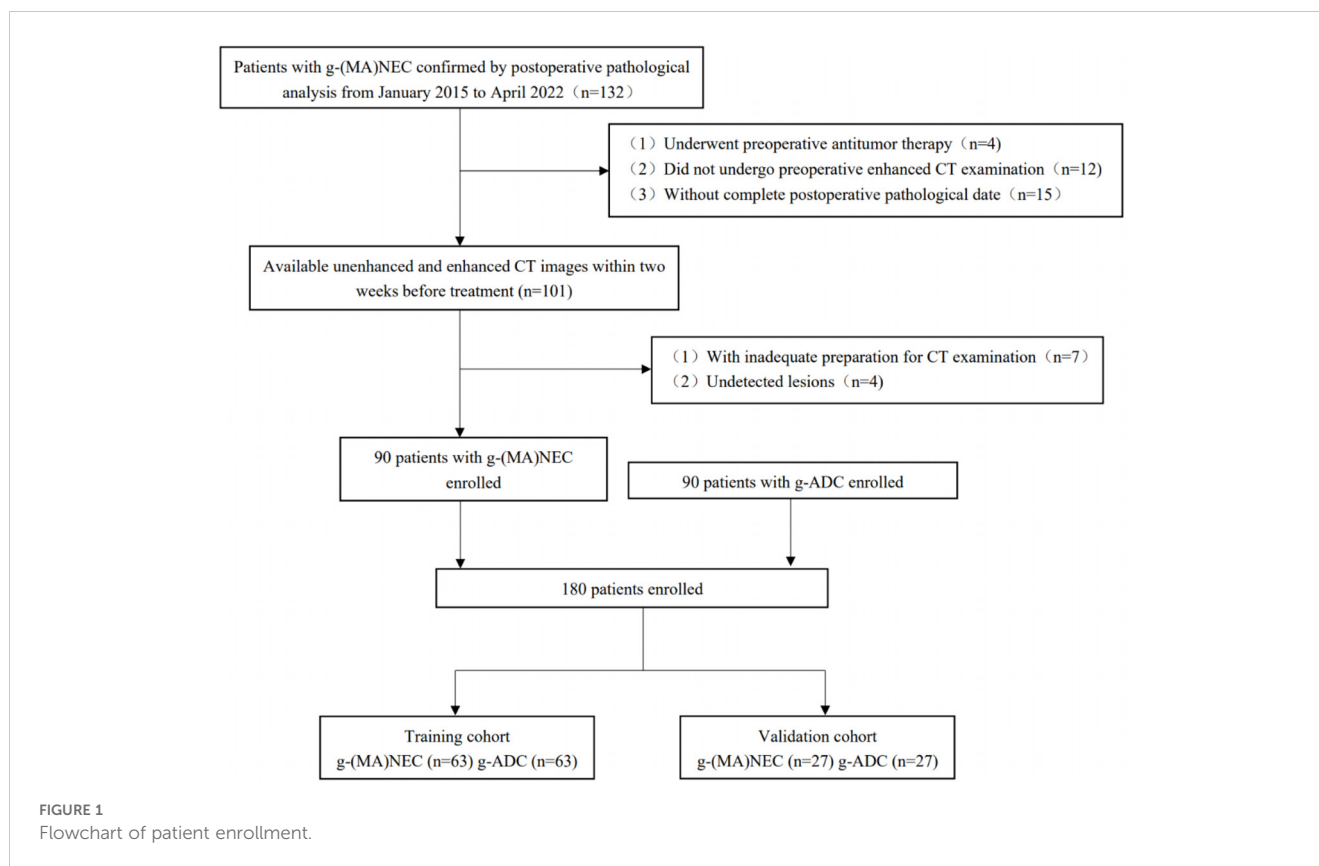 Patients with g-(MA)NEC confirmed by postoperative pathological
analysis from January 2015 to April 2022（n=132）
（1）Underwent preoperative antitumor therapy（n=4)
（2）Did not undergo preoperative enhanced CT examination（n=12)
（3）Without complete postoperative pathological date（n=15）
Available unenhanced and enhanced CT images within two
weeks before treatment (n=101)
（1）With inadequate preparation for CT examination（n=7）
（2）Undetected lesions（n=4)
90 patients with g-(MA)NEC
enrolled
90 patients with g-ADC enrolled
180 patients enrolled
Training cohort
g-(MA)NEC (n=63) g-ADC (n=63)
Validation cohort
g-(MA)NEC (n=27) g-ADC (n=27)
FIGURE 1
Flowchart of patient enrollment.